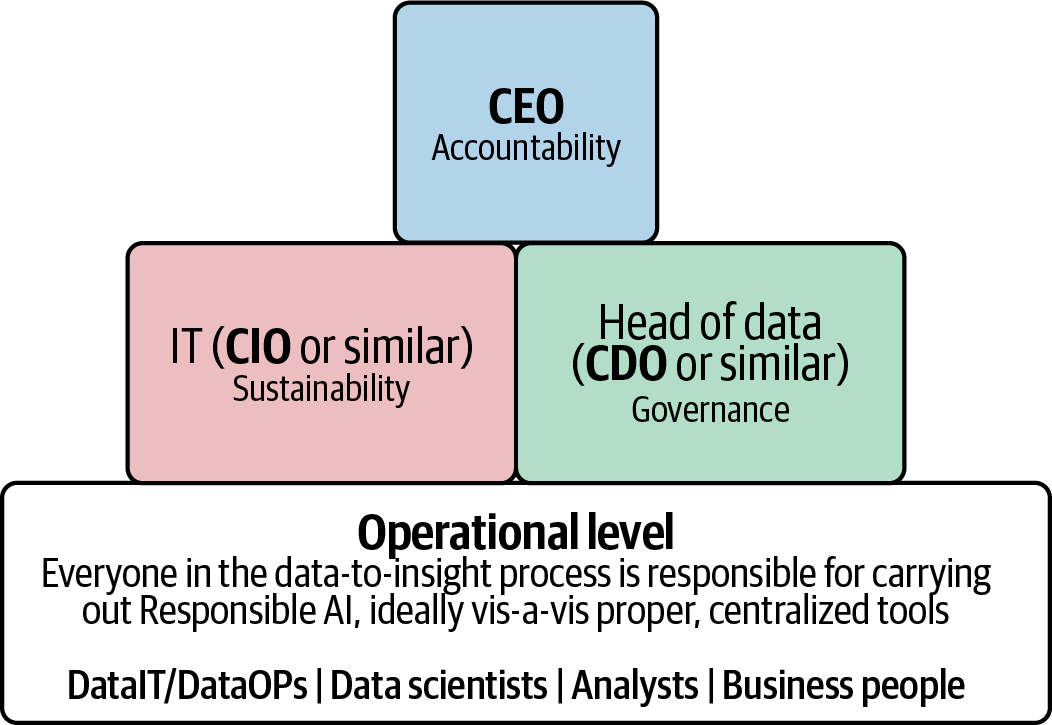 CEO
Accountability
IT (CIO or similar)
Sustainability
Head of data
(CDO or similar)
Governance
Operational level
Everyone in the data-to-insight process is responsible for carrying
out Responsible AI, ideally vis-a-vis proper, centralized tools
DataIT/DataOPs | Data scientists | Analysts | Business people